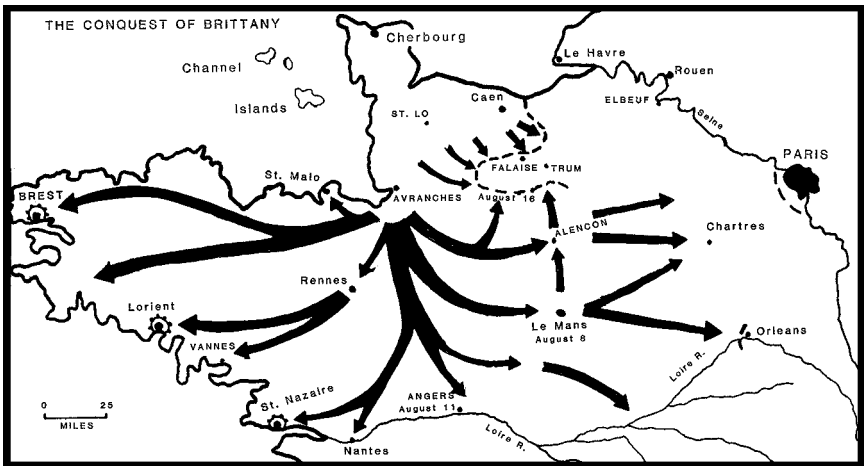 THE CONQUEST OF BRITTANY
Cherbourg
Channel
Islands
Le Havre
Rouen
ELBEUF
Seine
Caen
ST. LO
PARIS
FALAISE
TRUM
St. Malo
BREST
AVRANCHES
August 16
ALENCON
Chartres
Rennes
Lorient
VANNES
Le Mans
August 8
Orleans
Loire R.
St. Nazaire
ANGERS
August 11
Loire R.
Nantes
0 25
MILES